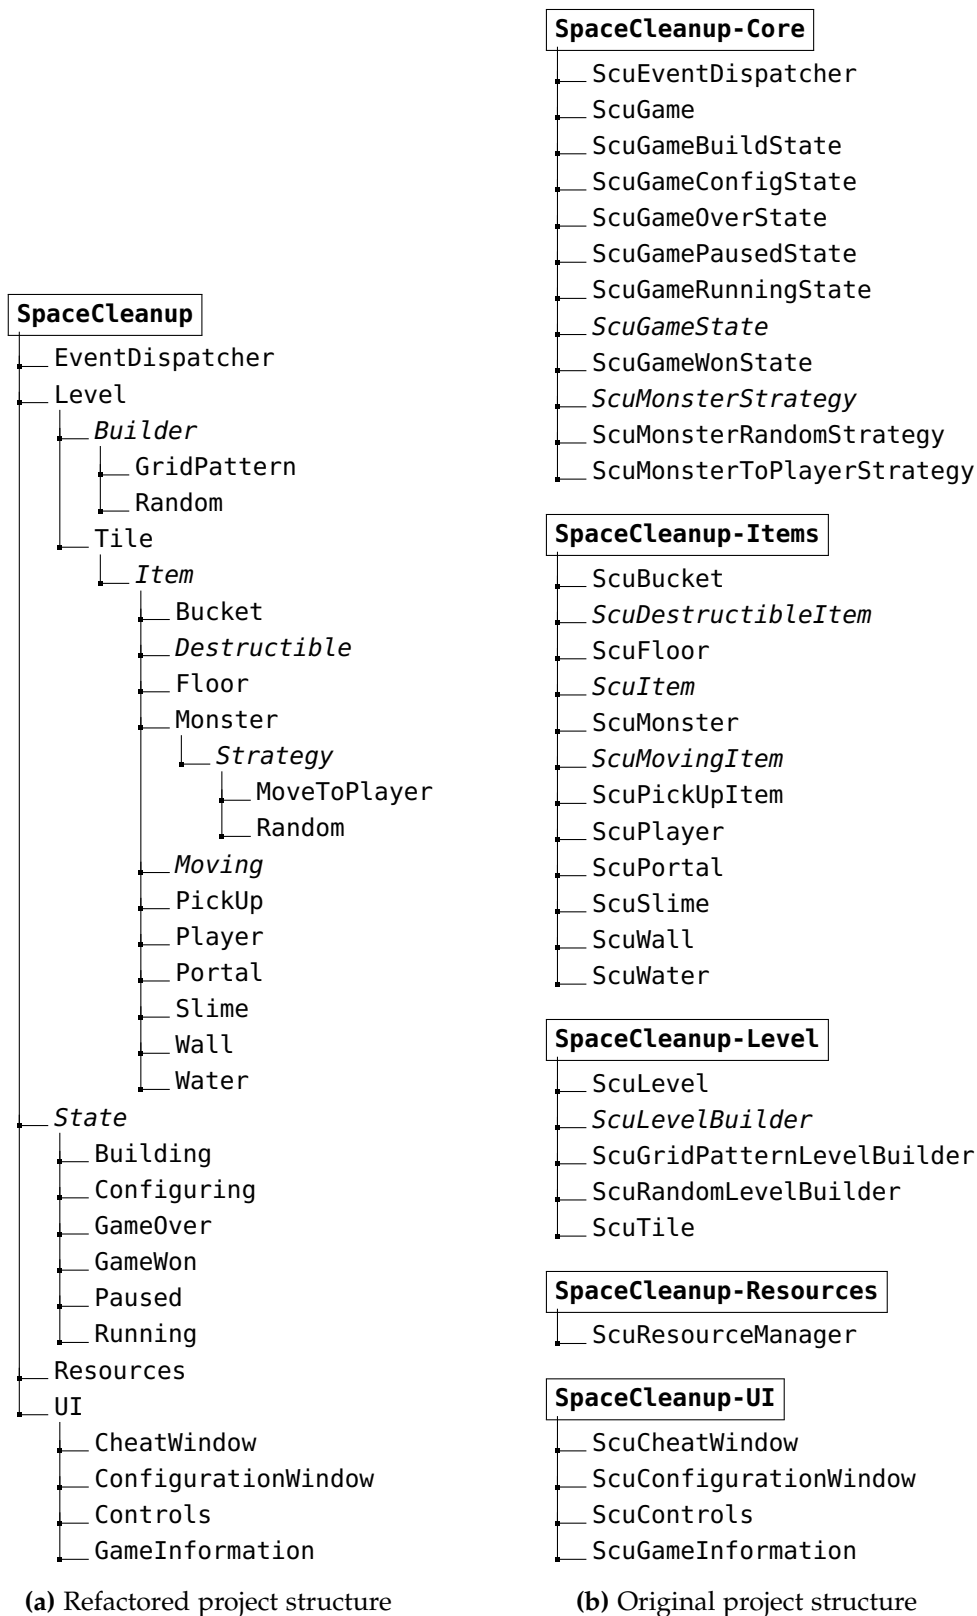 SpaceCleanup
EventDispatcher
Level
Builder
GridPattern
Random
Tile
Item
Bucket
Destructible
Floor
Monster
Strategy
MoveToPlayer
Random
Moving
PickUp
Player
Portal
Slime
Wall
Water
State
Building
Configuring
GameOver
GameWon
Paused
Running
Resources
UI
CheatWindow
ConfigurationWindow
Controls
GameInformation
(a) Refactored project structure
SpaceCleanup-Core
ScuEventDispatcher
ScuGame
ScuGameBuildState
ScuGameConfigState
ScuGameOverState
ScuGamePausedState
ScuGameRunningState
ScuGameState
ScuGameWonState
ScuMonsterStrategy
ScuMonsterRandomStrategy
ScuMonsterToPlayerStrategy
SpaceCleanup-Items
ScuBucket
ScuDestructibleItem
ScuFloor
ScuItem
ScuMonster
ScuMovingItem
ScuPickUpItem
ScuPlayer
ScuPortal
ScuSlime
ScuWall
ScuWater
SpaceCleanup-Level
ScuLevel
ScuLevelBuilder
ScuGridPatternLevelBuilder
ScuRandomLevelBuilder
ScuTile
SpaceCleanup-Resources
ScuResourceManager
SpaceCleanup-UI
ScuCheatWindow
ScuConfigurationWindow
ScuControls
ScuGameInformation
(b) Original project structure